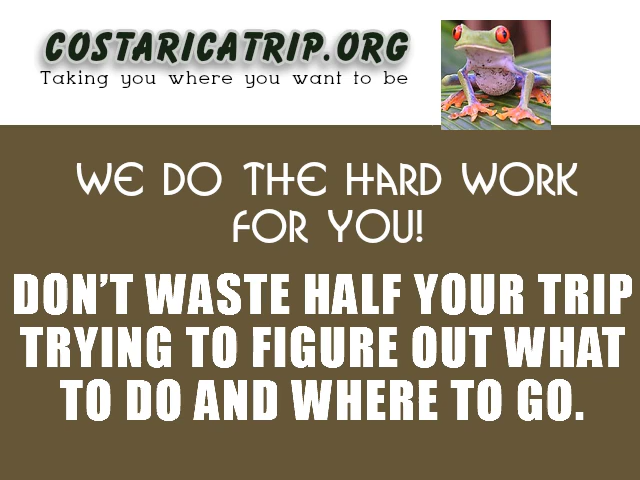 COSTARICATRIP.ORG
Taking you where you want to be
WE DO THE HARD WORK
FOR YOU!
DON'T WASTE HALF YOUR TRIP
TRYING TO FIGURE OUT WHAT
TO DO AND WHERE TO GO.